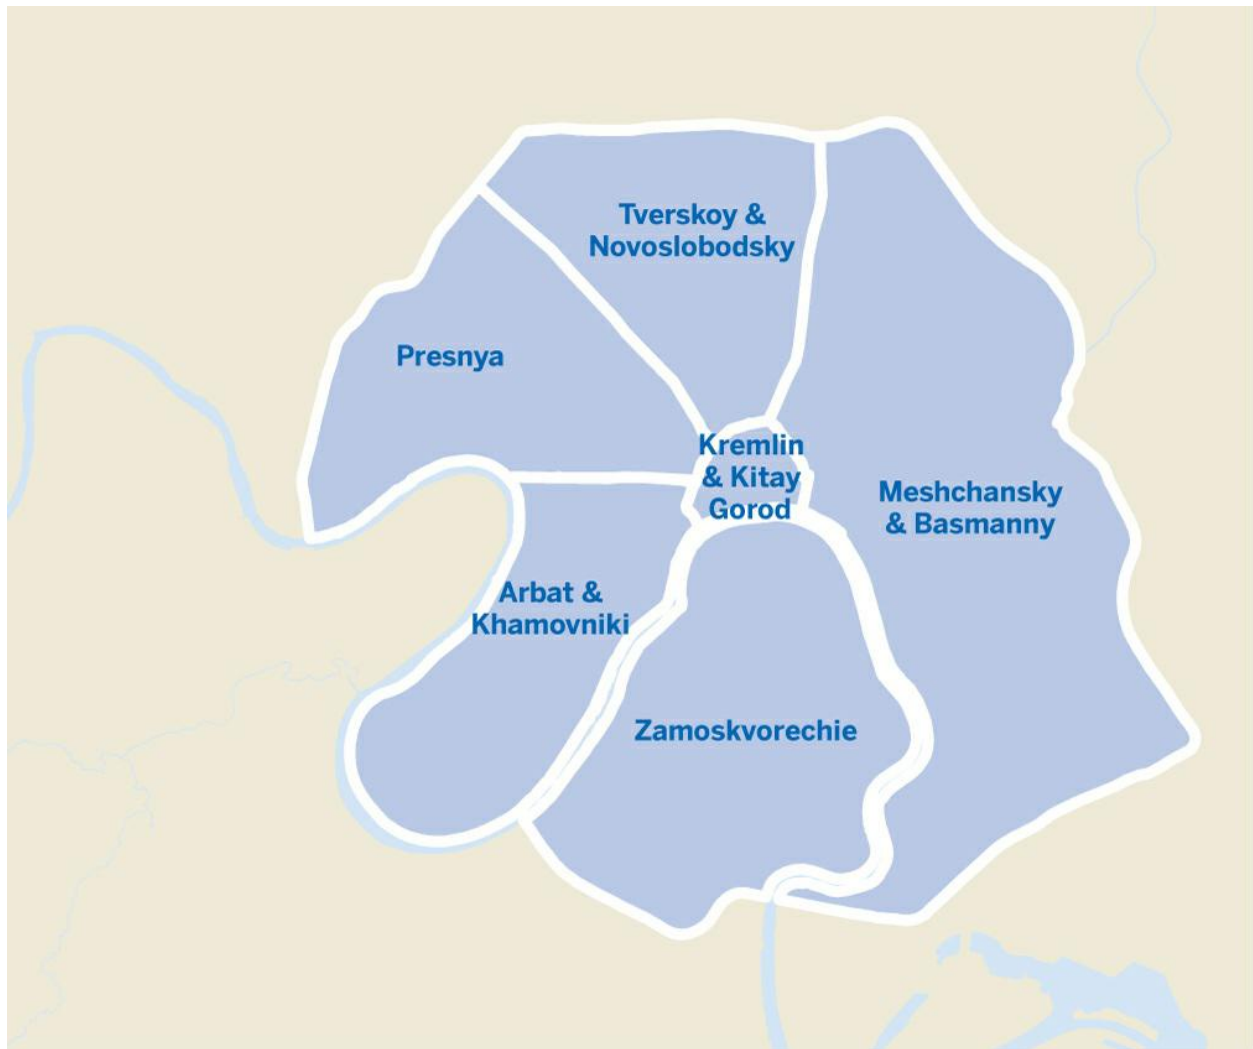 Tverskoy &
Novoslobodsky
Presnya
Kremlin
& Kitay
Gorod
Meshchansky
& Basmanny
Arbat &
Khamovniki
Zamoskvorechie